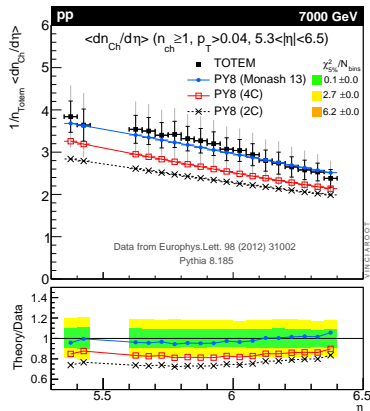 pp 7000 GeV
<dn_Ch/dη> (n_ch≥1, p_T>0.04, 5.3<|η|<6.5)
TOTEM
PY8 (Monash 13)
PY8 (4C)
PY8 (2C)
χ²_5%/N_bins
0.1 ±0.0
2.7 ±0.0
6.2 ±0.0
1/n_Totem <dn_Ch/dη>
6
5
4
3
2
1
0
Data from Europhys.Lett. 98 (2012) 31002
Pythia 8.185
VINCIAROOT
Theory/Data
1.4
1.2
1
0.8
0.6
5.5 6 6.5
η